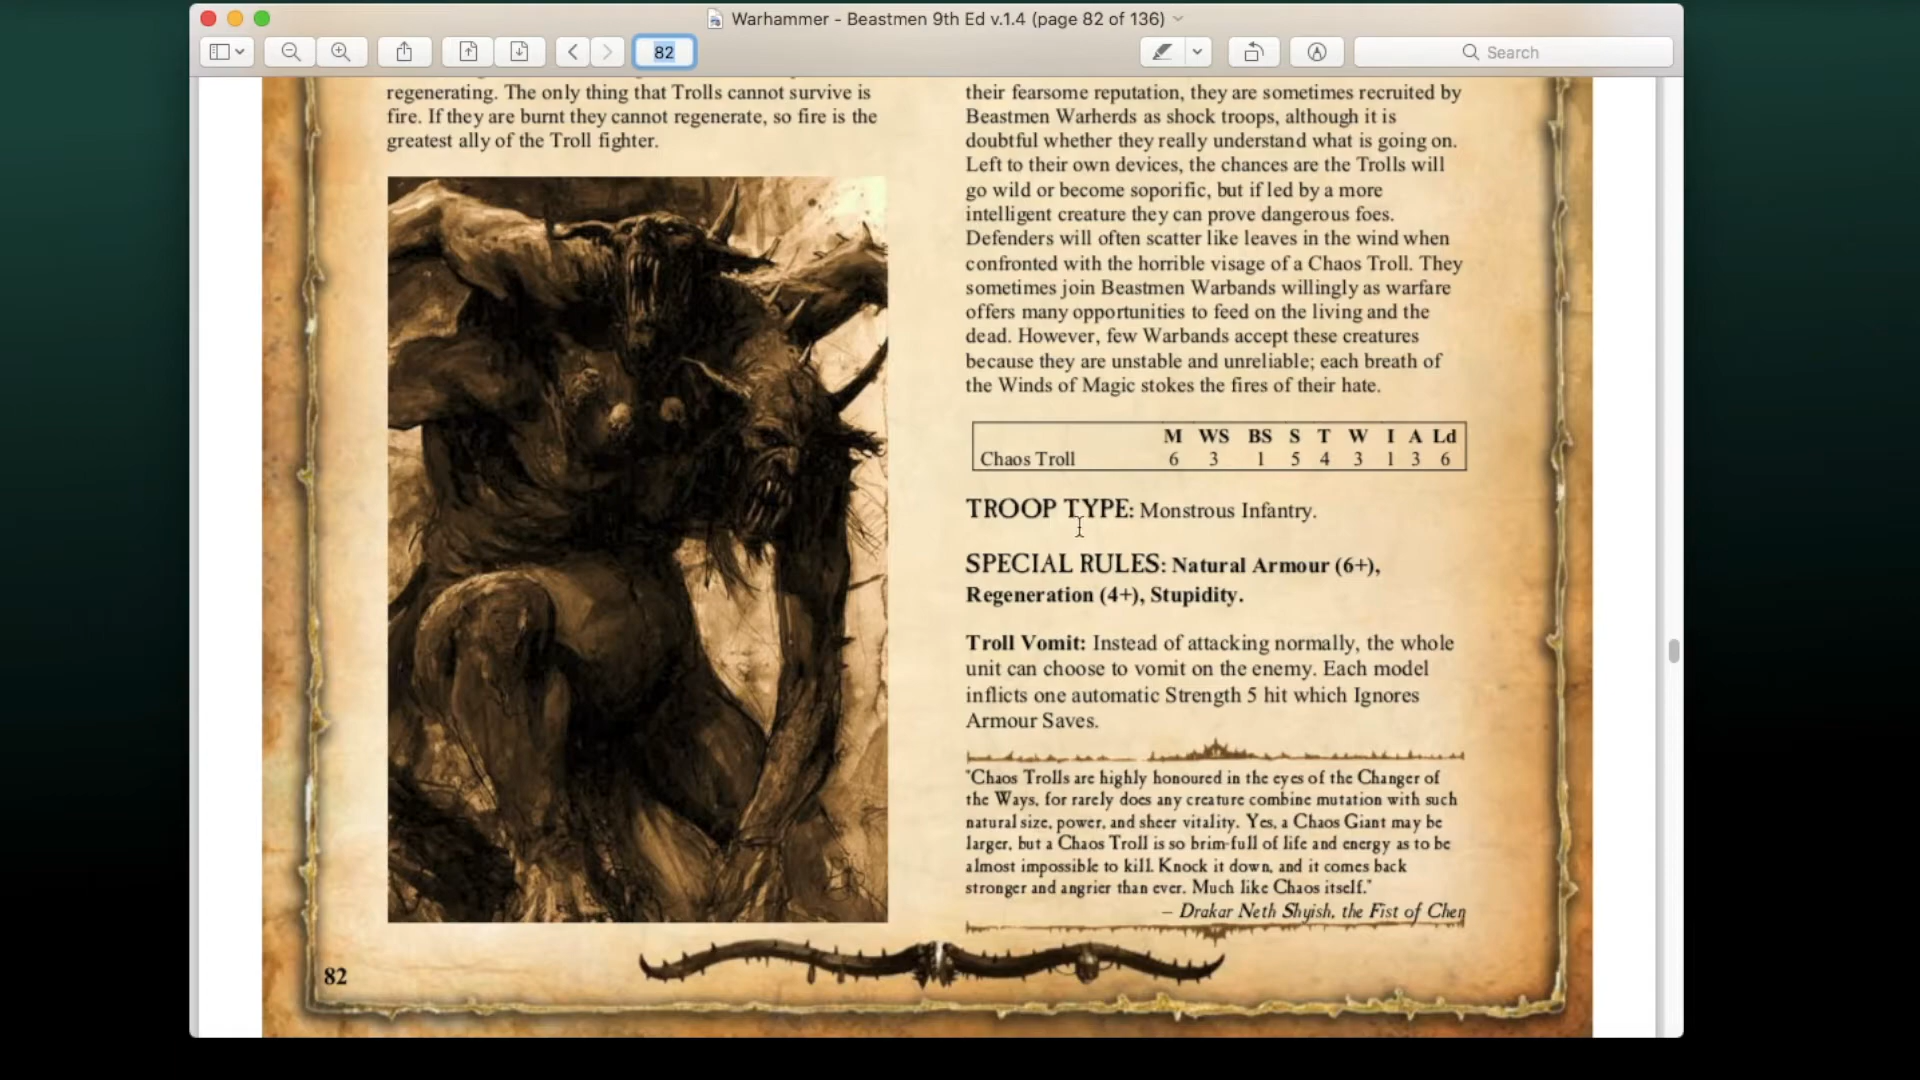 Warhammer - Beastmen 9th Ed v.1.4 (page 82 of 136)
82
Search
regenerating. The only thing that Trolls cannot survive is
fire. If they are burnt they cannot regenerate, so fire is the
greatest ally of the Troll fighter.
their fearsome reputation, they are sometimes recruited by
Beastmen Warherds as shock troops, although it is
doubtful whether they really understand what is going on.
Left to their own devices, the chances are the Trolls will
go wild or become soporific, but if led by a more
intelligent creature they can prove dangerous foes.
Defenders will often scatter like leaves in the wind when
confronted with the horrible visage of a Chaos Troll. They
sometimes join Beastmen Warbands willingly as warfare
offers many opportunities to feed on the living and the
dead. However, few Warbands accept these creatures
because they are unstable and unreliable; each breath of
the Winds of Magic stokes the fires of their hate.
M WS BS S T W I A Ld
Chaos Troll 6 3 1 5 4 3 1 3 6
TROOP TYPE: Monstrous Infantry.
SPECIAL RULES: Natural Armour (6+),
Regeneration (4+), Stupidity.
Troll Vomit: Instead of attacking normally, the whole
unit can choose to vomit on the enemy. Each model
inflicts one automatic Strength 5 hit which Ignores
Armour Saves.
"Chaos Trolls are highly honoured in the eyes of the Changer of
the Ways, for rarely does any creature combine mutation with such
natural size, power, and sheer vitality. Yes, a Chaos Giant may be
larger, but a Chaos Troll is so brim-full of life and energy as to be
almost impossible to kill. Knock it down, and it comes back
stronger and angrier than ever. Much like Chaos itself."
– Drakar Neth Shyish, the Fist of Chen
82